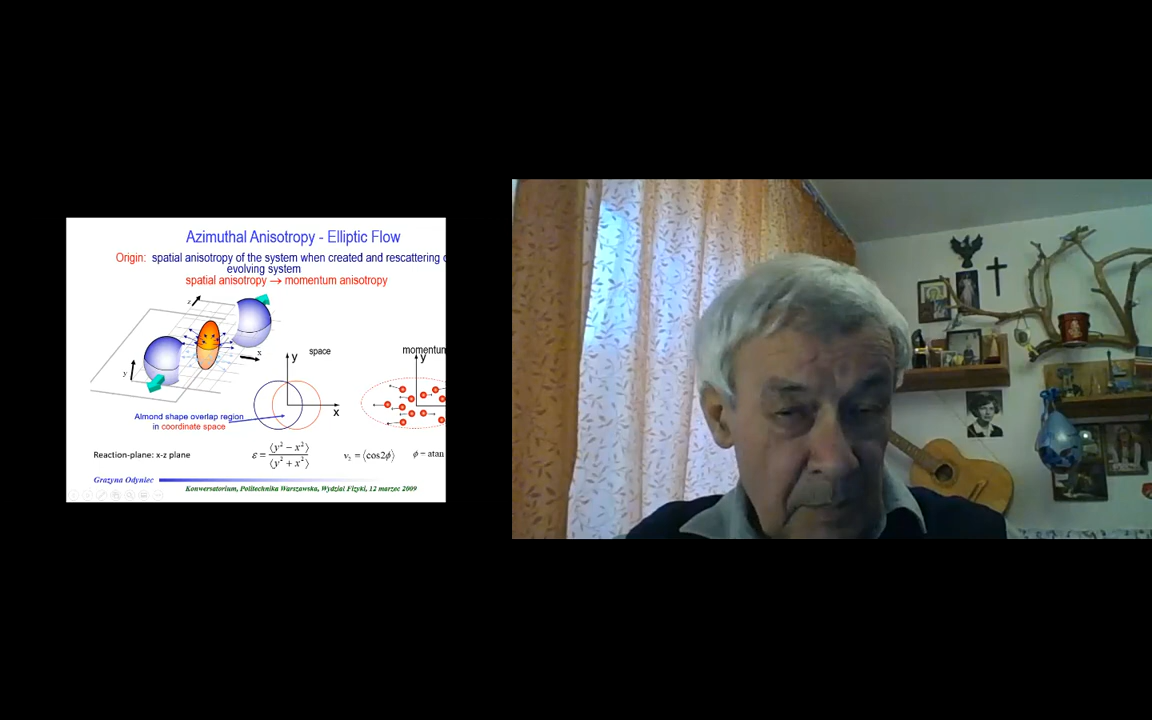 Azimuthal Anisotropy - Elliptic Flow
Origin: spatial anisotropy of the system when created and rescattering
evolving system
spatial anisotropy → momentum anisotropy
z
x
y
space
y
x
momentum
y
Almond shape overlap region
in coordinate space
Reaction-plane: x-z plane
ε = ⟨y² − x²⟩ / ⟨y² + x²⟩
v₂ = ⟨cos2ϕ⟩
ϕ = atan
Grazyna Odyniec
Konwersatorium, Politechnika Warszawska, Wydzial Fizyki, 12 marzec 2009